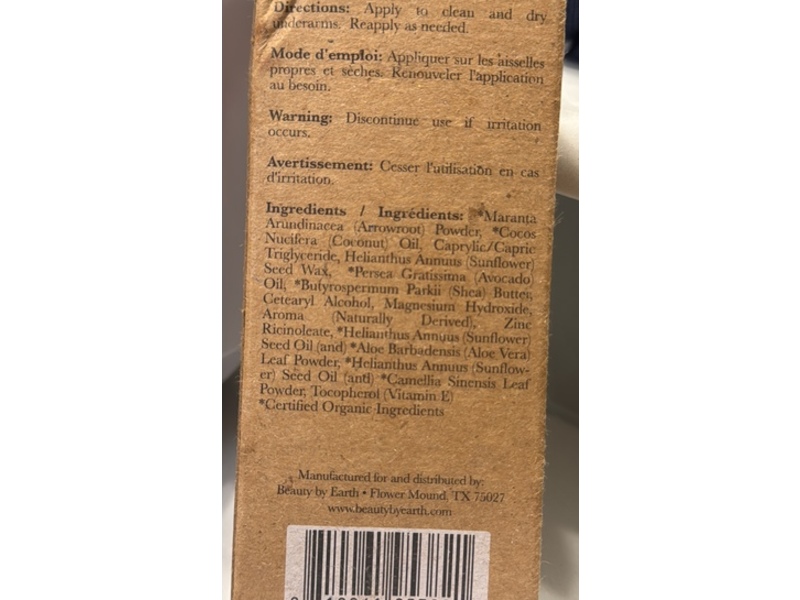 Directions: Apply to clean and dry
underarms. Reapply as needed.
Mode d'emploi: Appliquer sur les aisselles
propres et sèches. Renouveler l'application
au besoin.
Warning: Discontinue use if irritation
occurs.
Avertissement: Cesser l'utilisation en cas
d'irritation.
Ingredients / Ingrédients: *Maranta
Arundinacea (Arrowroot) Powder, *Cocos
Nucifera (Coconut) Oil, Caprylic/Capric
Triglyceride, Helianthus Annuus (Sunflower)
Seed Wax, *Persea Gratissima (Avocado)
Oil, *Butyrospermum Parkii (Shea) Butter,
Cetearyl Alcohol, Magnesium Hydroxide,
Aroma (Naturally Derived), Zinc
Ricinoleate, *Helianthus Annuus (Sunflower)
Seed Oil (and) *Aloe Barbadensis (Aloe Vera)
Leaf Powder, *Helianthus Annuus (Sunflow-
er) Seed Oil (and) *Camellia Sinensis Leaf
Powder, Tocopherol (Vitamin E)
*Certified Organic Ingredients
Manufactured for and distributed by:
Beauty by Earth • Flower Mound, TX 75027
www.beautybyearth.com